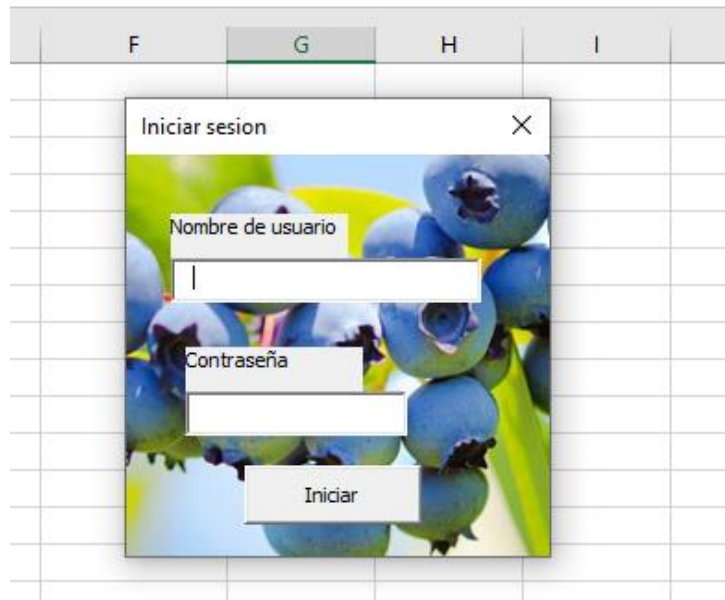 F G H I
Iniciar sesion
Nombre de usuario
Contraseña
Iniciar